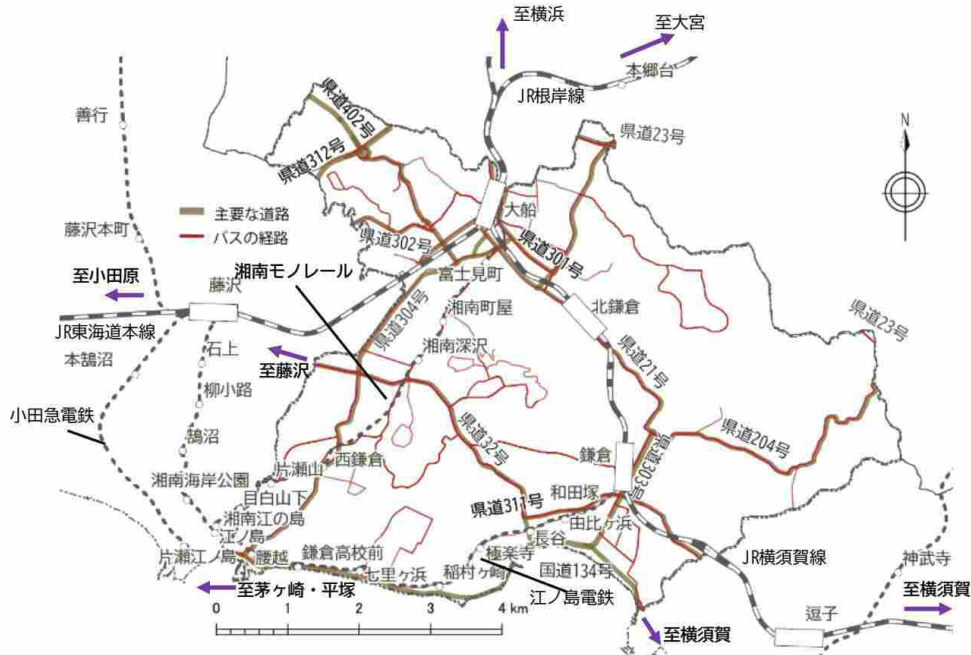 至横浜
至大宮
本郷台
JR根岸線
善行
県道402号
県道23号
N
県道312号
主要な道路
バスの経路
大船
藤沢本町
県道302号
県道301号
湘南モノレール
富士見町
至小田原
藤沢
北鎌倉
湘南町屋
県道304号
県道23号
JR東海道本線
石上
本鵠沼
至藤沢
湘南深沢
県道21号
柳小路
小田急電鉄
鵠沼
県道32号
県道204号
鎌倉
県道303号
西鎌倉
片瀬山
湘南海岸公園
目白山下
県道311号
和田塚
湘南江の島
由比ヶ浜
江ノ島
長谷
片瀬江ノ島
腰越
鎌倉高校前
極楽寺
JR横須賀線
神武寺
七里ヶ浜
稲村ヶ崎
国道134号
至茅ヶ崎・平塚
江ノ島電鉄
至横須賀
逗子
0 1 2 3 4 km
至横須賀